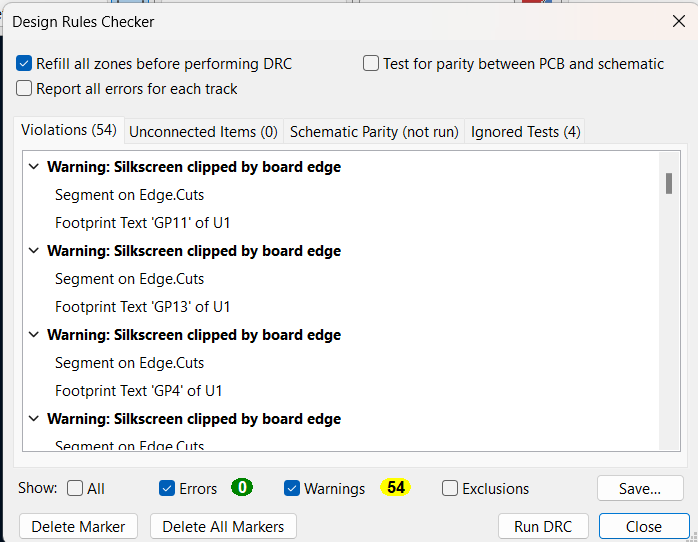 Design Rules Checker
Refill all zones before performing DRC
Test for parity between PCB and schematic
Report all errors for each track
Violations (54) Unconnected Items (0) Schematic Parity (not run) Ignored Tests (4)
Warning: Silkscreen clipped by board edge
Segment on Edge.Cuts
Footprint Text 'GP11' of U1
Warning: Silkscreen clipped by board edge
Segment on Edge.Cuts
Footprint Text 'GP13' of U1
Warning: Silkscreen clipped by board edge
Segment on Edge.Cuts
Footprint Text 'GP4' of U1
Warning: Silkscreen clipped by board edge
Segment on Edge.Cuts
Show: All Errors 0 Warnings 54 Exclusions Save...
Delete Marker Delete All Markers Run DRC Close